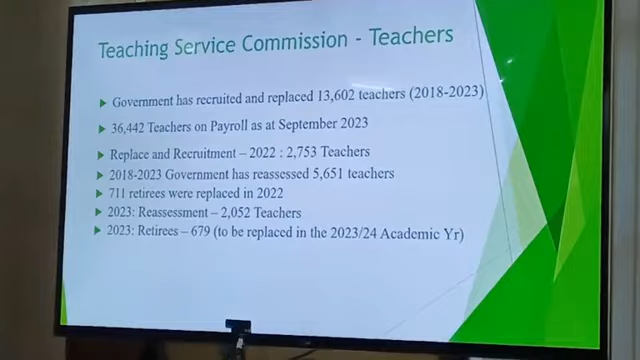 Teaching Service Commission - Teachers
Government has recruited and replaced 13,602 teachers (2018-2023)
36,442 Teachers on Payroll as at September 2023
Replace and Recruitment – 2022 : 2,753 Teachers
2018-2023 Government has reassessed 5,651 teachers
711 retirees were replaced in 2022
2023: Reassessment – 2,052 Teachers
2023: Retirees – 679 (to be replaced in the 2023/24 Academic Yr)